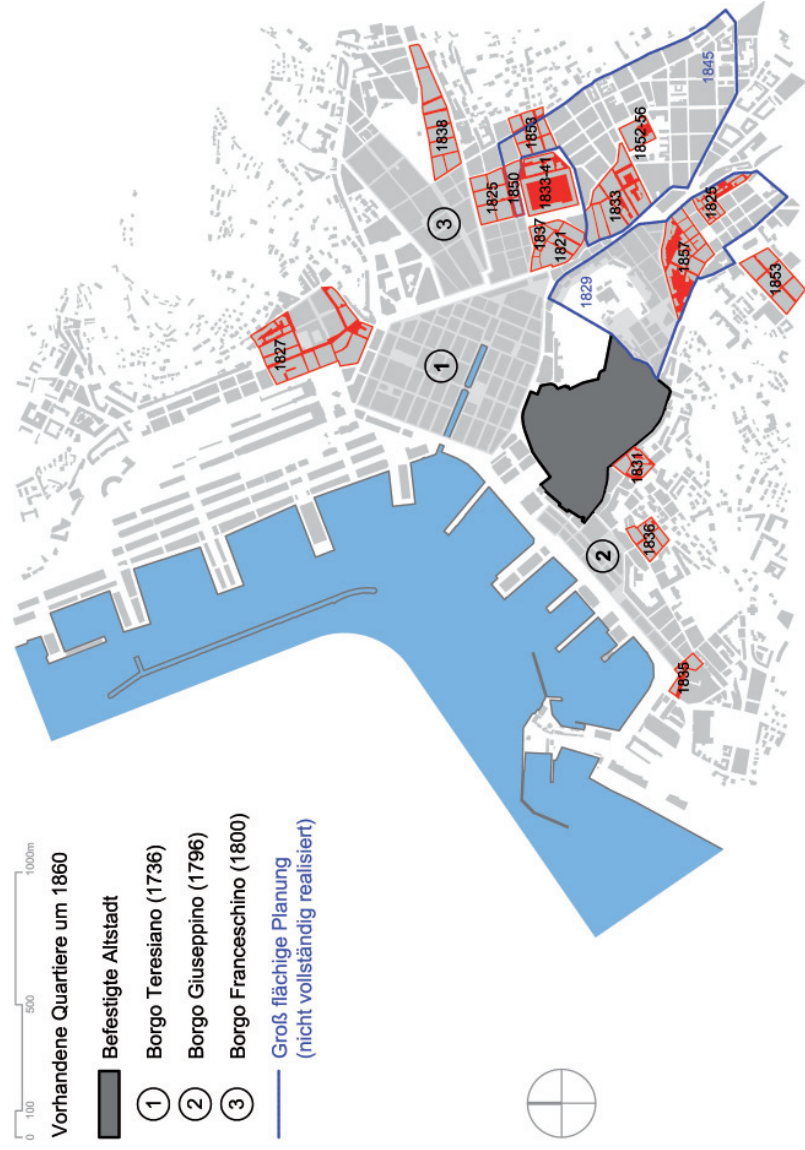 0 100 500 1000m
Vorhandene Quartiere um 1860
Befestigte Altstadt
1 Borgo Teresiano (1736)
2 Borgo Giuseppino (1796)
3 Borgo Franceschino (1800)
Groß flächige Planung
(nicht vollständig realisiert)
1838
3
1825
1850
1853
1845
1833-41
1852-56
1837
1821
1833
1827
1
1829
1825
1857
1853
1831
2
1836
1835